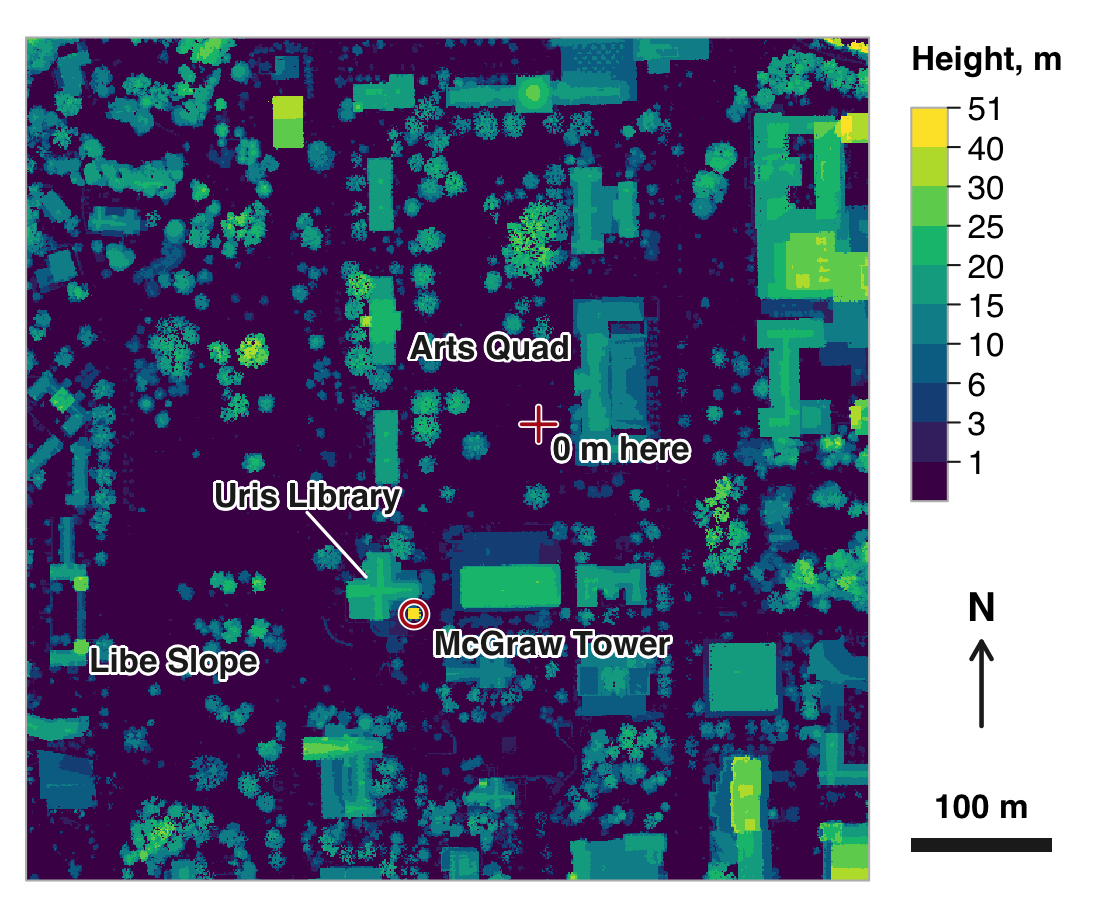 Height, m
51
40
30
25
20
15
10
6
3
1
Arts Quad
0 m here
Uris Library
McGraw Tower
Libe Slope
N
100 m